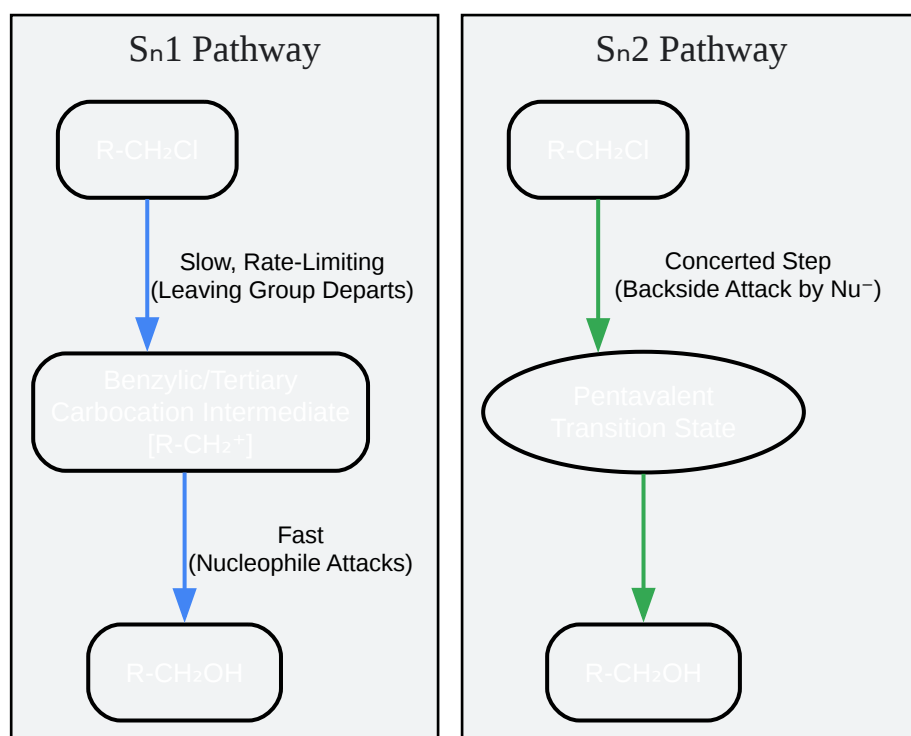 Sₙ1 Pathway
R-CH₂Cl
Slow, Rate-Limiting
(Leaving Group Departs)
Benzylic/Tertiary
Carbocation Intermediate
[R-CH₂⁺]
Fast
(Nucleophile Attacks)
R-CH₂OH
Sₙ2 Pathway
R-CH₂Cl
Concerted Step
(Backside Attack by Nu⁻)
Pentavalent
Transition State
R-CH₂OH